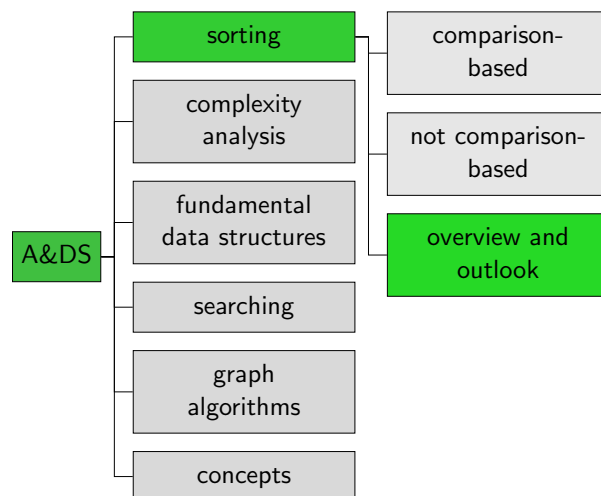 A&DS
sorting
complexity
analysis
fundamental
data structures
searching
graph
algorithms
concepts
comparison-
based
not comparison-
based
overview and
outlook